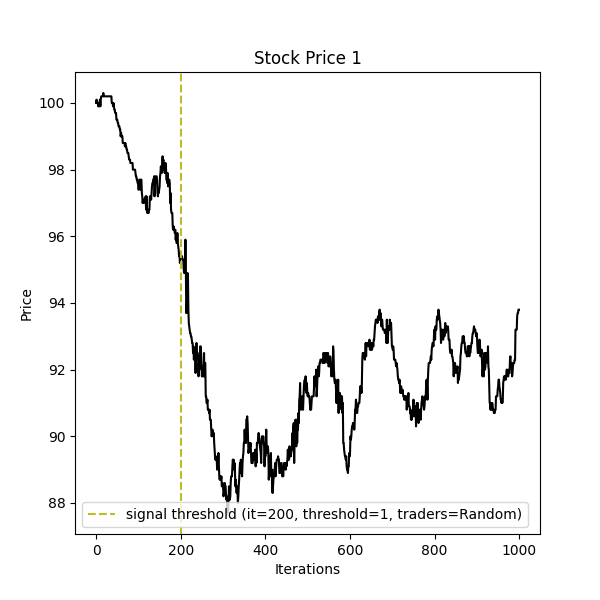 Stock Price 1
100
98
96
94
92
90
88
Price
signal threshold (it=200, threshold=1, traders=Random)
0 200 400 600 800 1000
Iterations